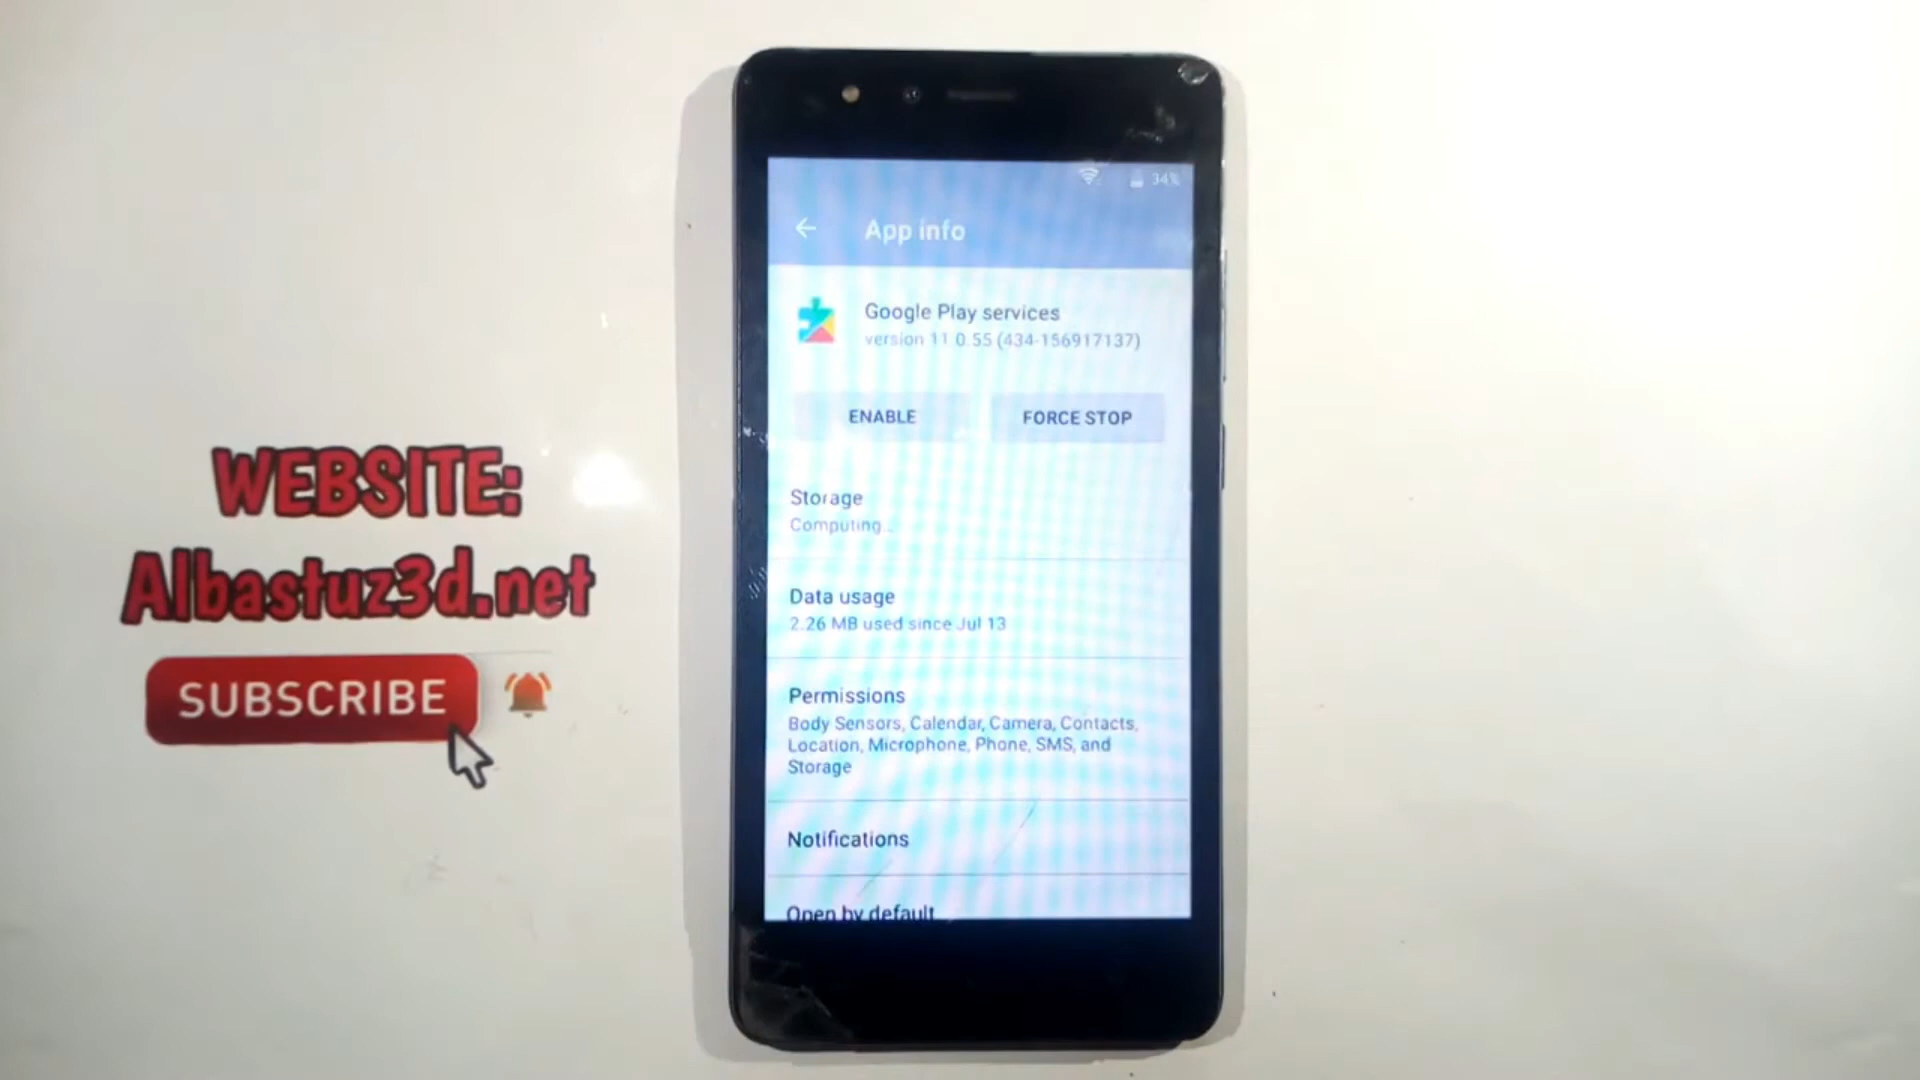 34%
App info
Google Play services
version 11.0.55 (434-156917137)
ENABLE
FORCE STOP
Storage
Computing...
Data usage
2.26 MB used since Jul 13
Permissions
Body Sensors, Calendar, Camera, Contacts,
Location, Microphone, Phone, SMS, and
Storage
Notifications
Open by default
WEBSITE:
Albastuz3d.net
SUBSCRIBE